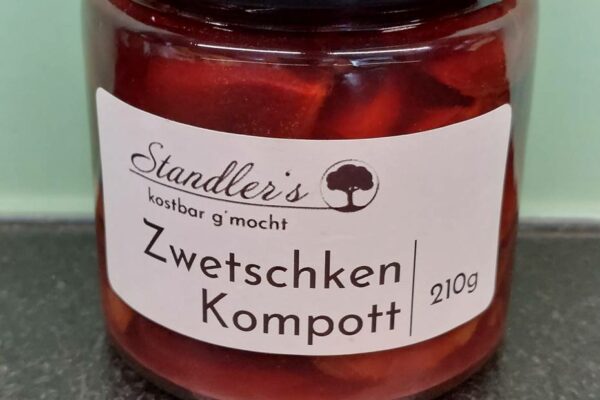 Standler's
kostbar g'mocht
Zwetschken
Kompott
210g